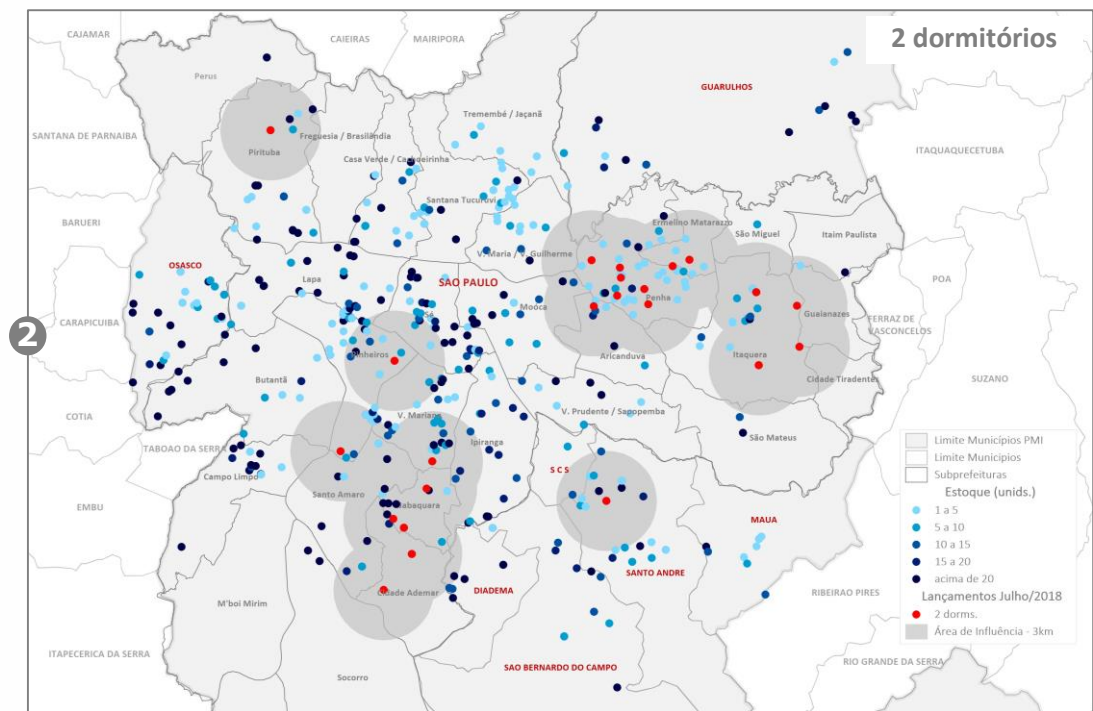 2 dormitórios
CAJAMAR
CAIEIRAS
MAIRIPORA
Perus
GUARULHOS
Tremembé / Jaçanã
SANTANA DE PARNAIBA
Freguesia / Brasilândia
Pirituba
Casa Verde / Cachoeirinha
ITAQUAQUECETUBA
Santana Tucuruvi
BARUERI
Ermelino Matarazzo
São Miguel
Itaim Paulista
V. Maria / V. Guilherme
OSASCO
Lapa
SAO PAULO
POA
Penha
Mooca
Sé
Guaianazes
FERRAZ DE
VASCONCELOS
CARAPICUIBA
2
Pinheiros
Aricanduva
Itaquara
Cidade Tiradentes
SUZANO
Butantã
COTIA
V. Mariana
V. Prudente / Sapopemba
São Mateus
TABOAO DA SERRA
Ipiranga
Campo Limpo
S C S
Santo Amaro
EMBU
Jabaquara
MAUA
SANTO ANDRE
DIADEMA
Cidade Ademar
M'boi Mirim
RIBEIRAO PIRES
ITAPECERICA DA SERRA
Socorro
SAO BERNARDO DO CAMPO
RIO GRANDE DA SERRA
Limite Municípios PMI
Limite Municipios
Subprefeituras
Estoque (unids.)
1 a 5
5 a 10
10 a 15
15 a 20
acima de 20
Lançamentos Julho/2018
2 dorms.
Área de Influência - 3km